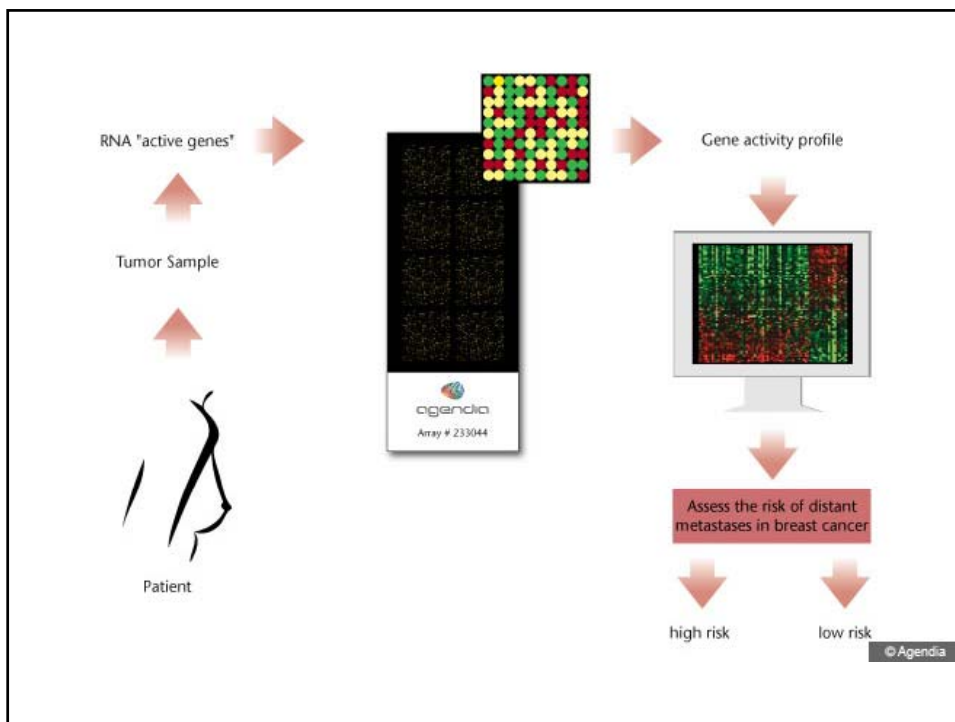 RNA "active genes"
Gene activity profile
Tumor Sample
agendia
Array # 233044
Assess the risk of distant
metastases in breast cancer
Patient
high risk
low risk
© Agendia